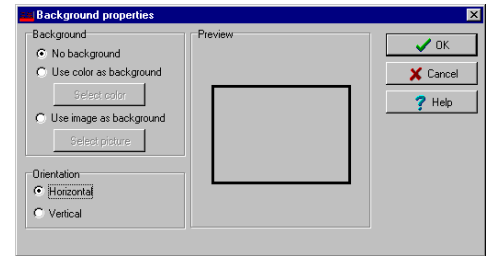 Background properties
Background
No background
Use color as background
Select color
Use image as background
Select picture
Orientation
Horizontal
Vertical
Preview
OK
Cancel
Help